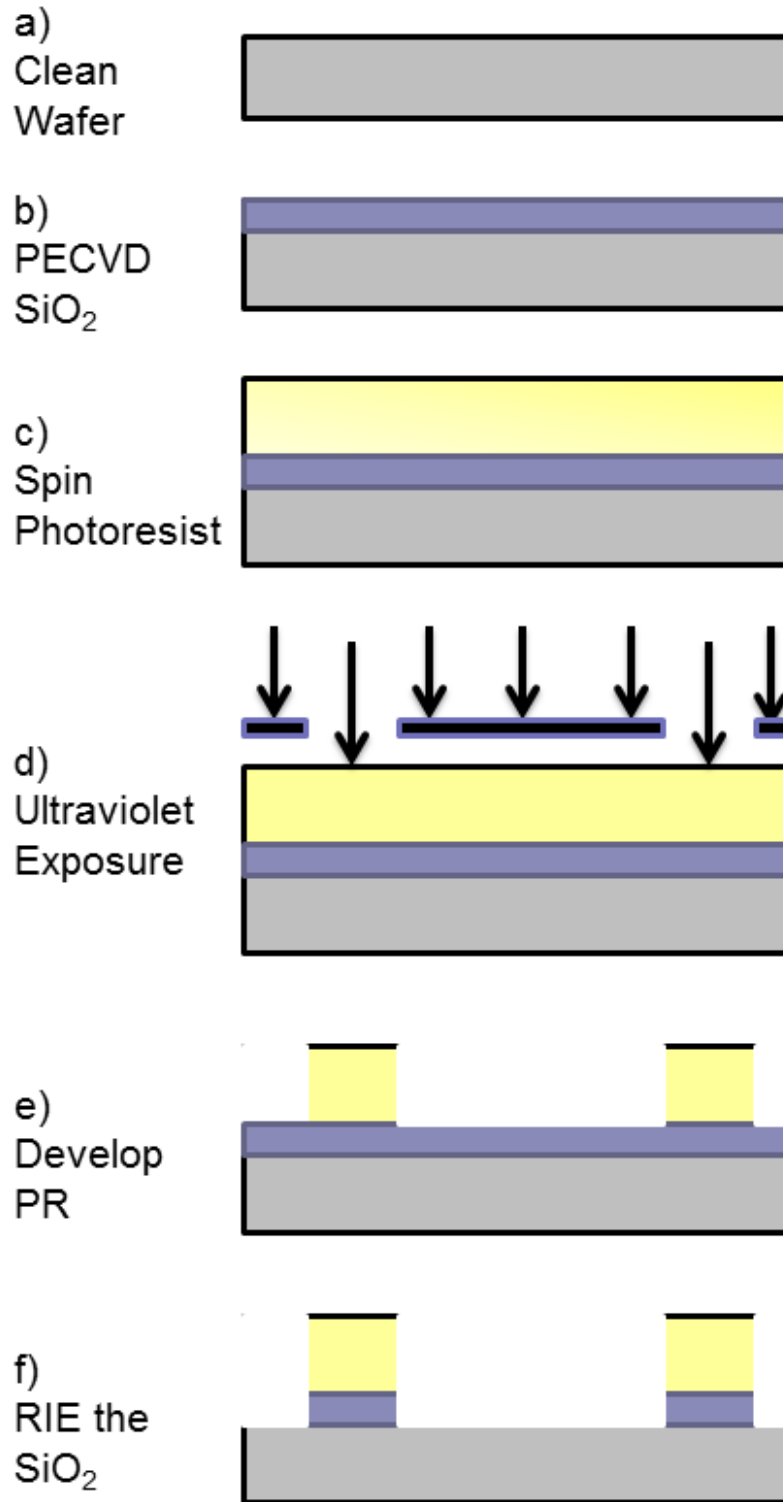 a)
Clean
Wafer
b)
PECVD
SiO₂
c)
Spin
Photoresist
d)
Ultraviolet
Exposure
e)
Develop
PR
f)
RIE the
SiO₂